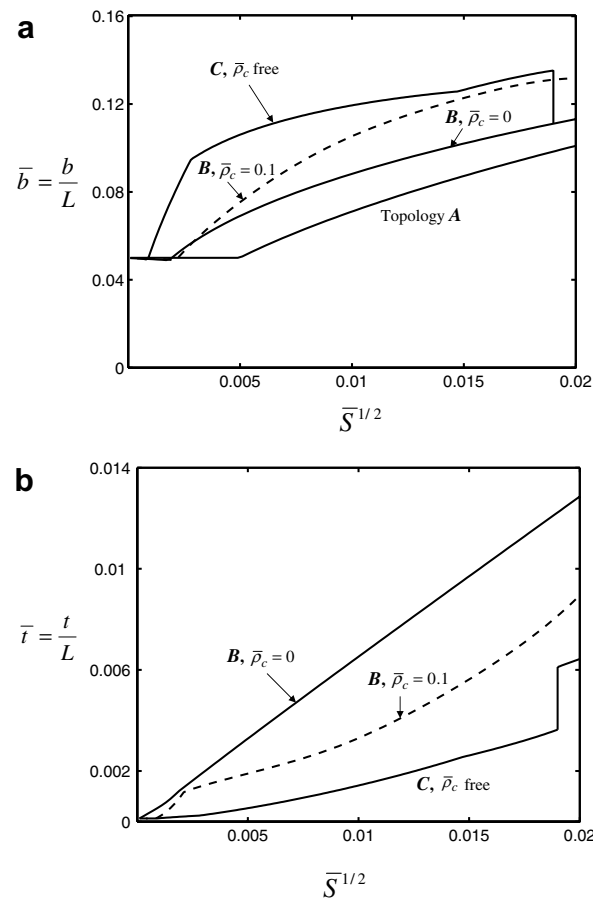 a
0.16
C, ρ̅c free
0.12
B, ρ̅c = 0
b̅ = b/L
B, ρ̅c = 0.1
0.08
Topology A
0.04
0
0.005 0.01 0.015 0.02
S̅ 1/2
b
0.014
0.01
t̅ = t/L
B, ρ̅c = 0
0.006
B, ρ̅c = 0.1
0.002
C, ρ̅c free
0
0.005 0.01 0.015 0.02
S̅ 1/2